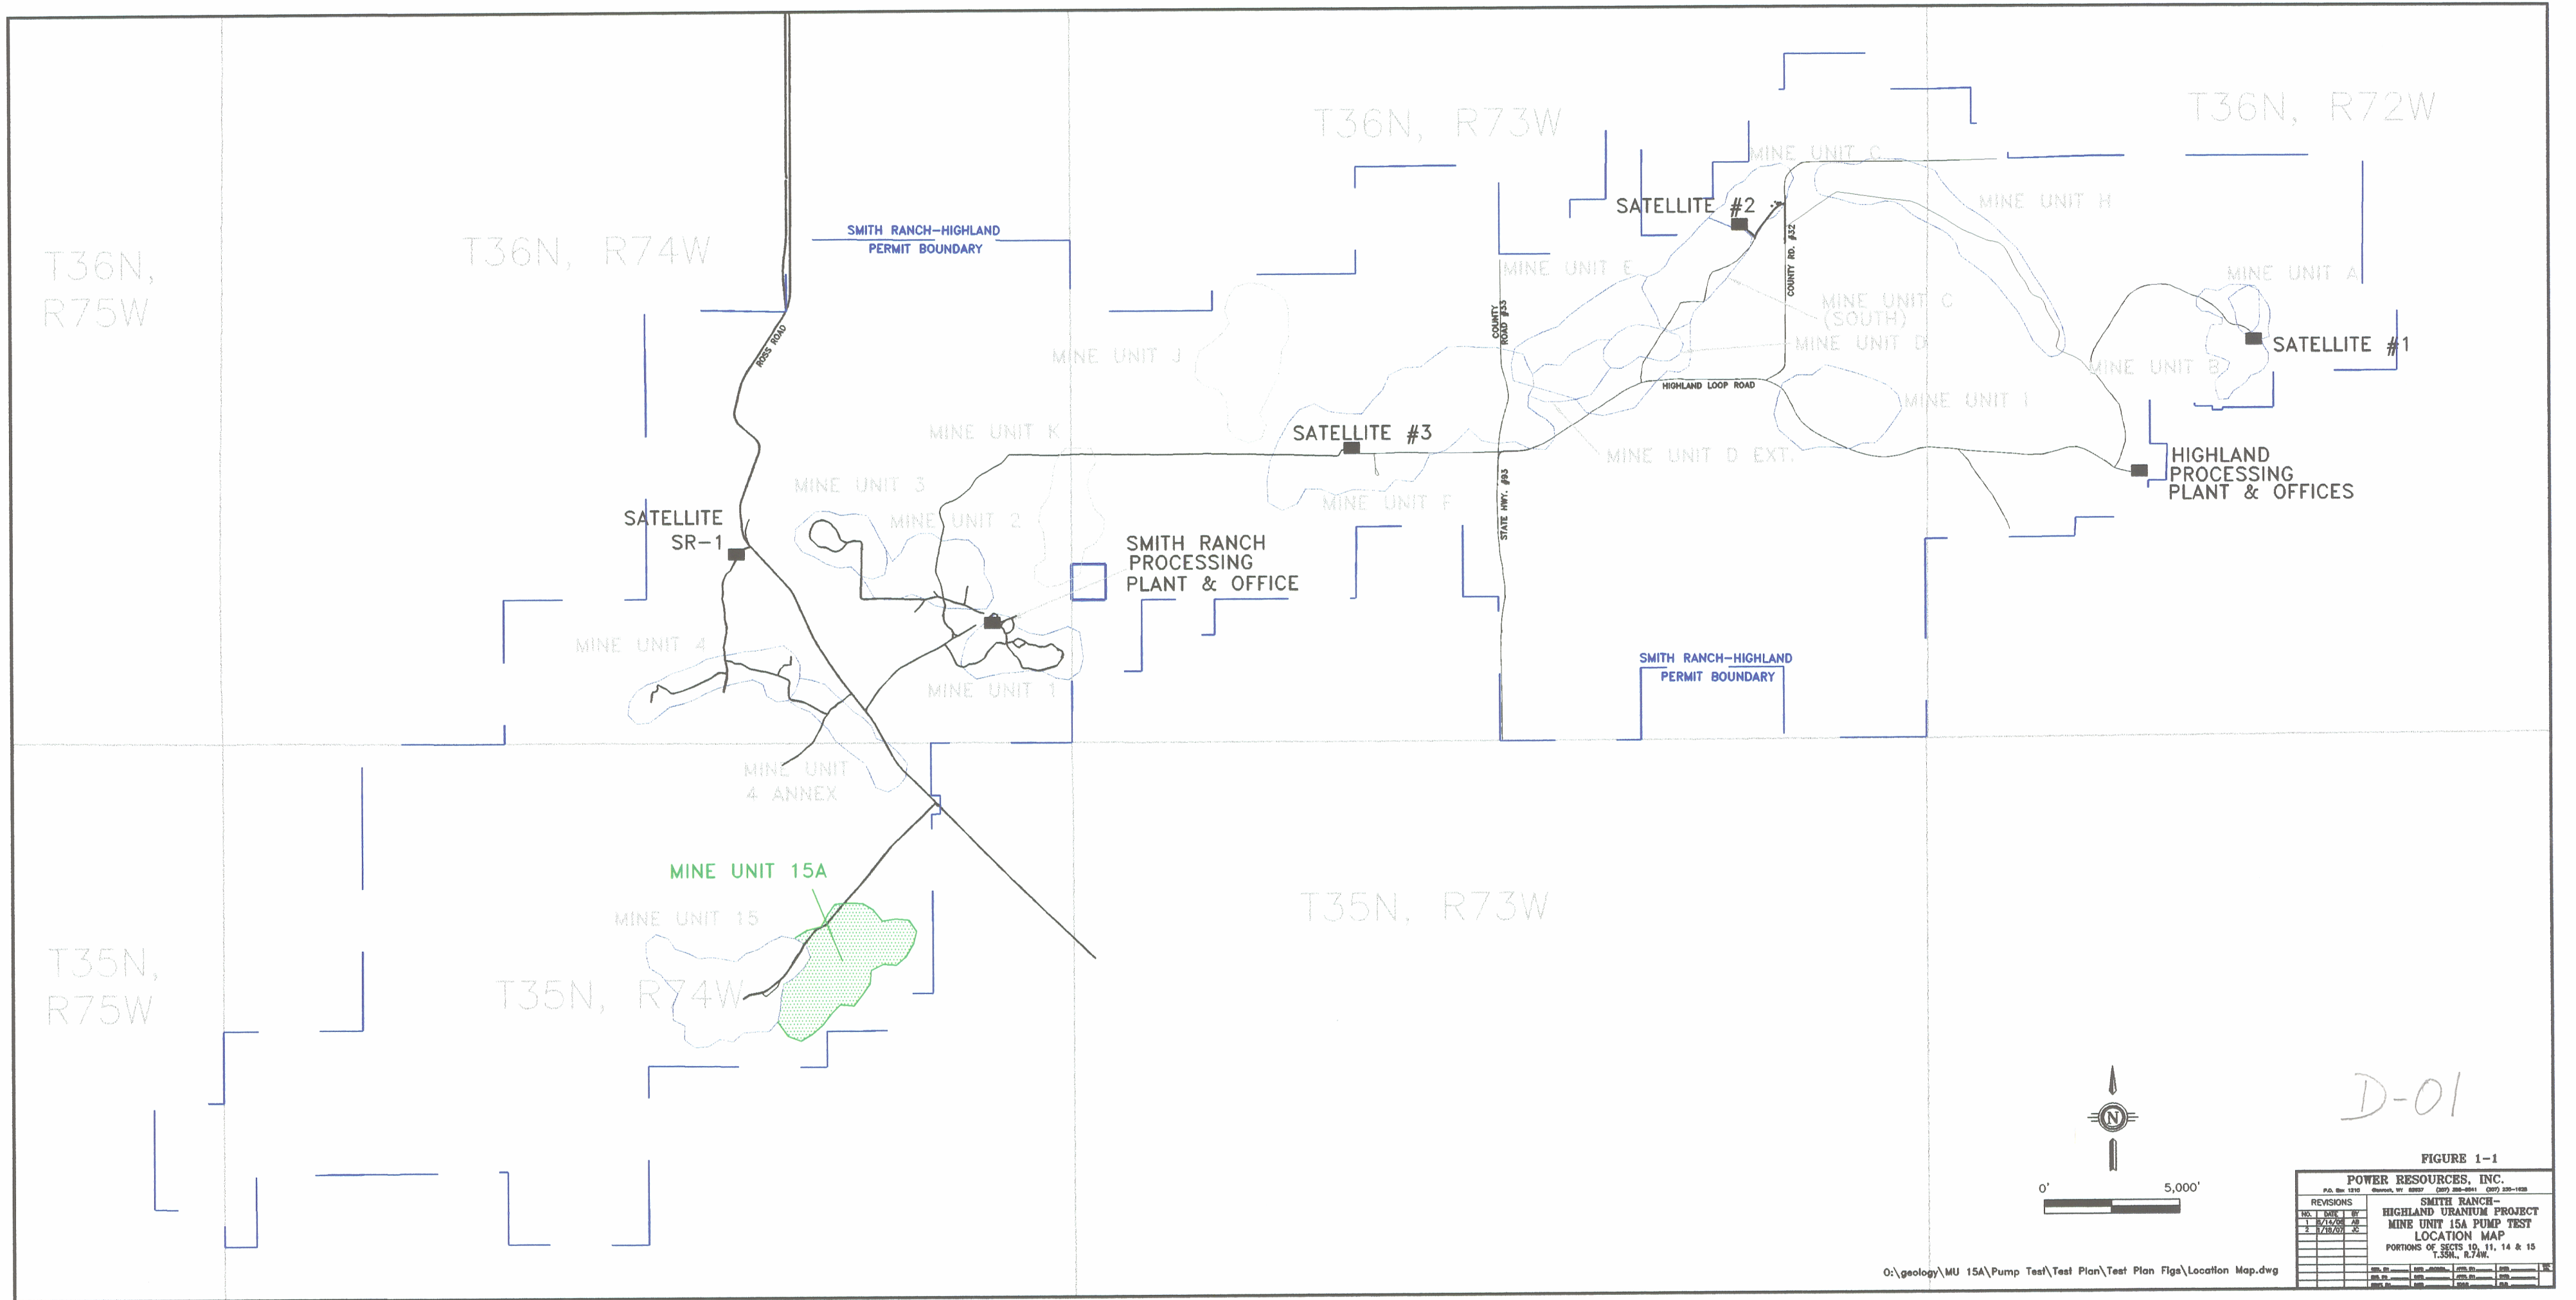 T36N, R73W
T36N, R72W
MINE UNIT C
MINE UNIT H
SATELLITE #2
SMITH RANCH-HIGHLAND
PERMIT BOUNDARY
T36N,
R75W
T36N, R74W
COUNTY RD. #32
MINE UNIT E
MINE UNIT A
MINE UNIT C
(SOUTH)
COUNTY
ROAD #33
ROSS ROAD
MINE UNIT J
MINE UNIT D
SATELLITE #1
MINE UNIT B
HIGHLAND LOOP ROAD
MINE UNIT I
MINE UNIT K
SATELLITE #3
MINE UNIT D EXT.
HIGHLAND
PROCESSING
PLANT & OFFICES
MINE UNIT 3
MINE UNIT F
STATE HWY. #93
SATELLITE
SR-1
MINE UNIT 2
SMITH RANCH
PROCESSING
PLANT & OFFICE
MINE UNIT 4
MINE UNIT 1
SMITH RANCH-HIGHLAND
PERMIT BOUNDARY
MINE UNIT
4 ANNEX
MINE UNIT 15A
MINE UNIT 15
T35N, R73W
T35N,
R75W
T35N, R74W
N
D-01
0'
5,000'
FIGURE 1-1
POWER RESOURCES, INC.
REVISIONS
NO. DATE BY
SMITH RANCH-
HIGHLAND URANIUM PROJECT
MINE UNIT 15A PUMP TEST
LOCATION MAP
PORTIONS OF SECTS 10, 11, 14 & 15
T.35N., R.74W.
O:\geology\MU 15A\Pump Test\Test Plan\Test Plan Figs\Location Map.dwg